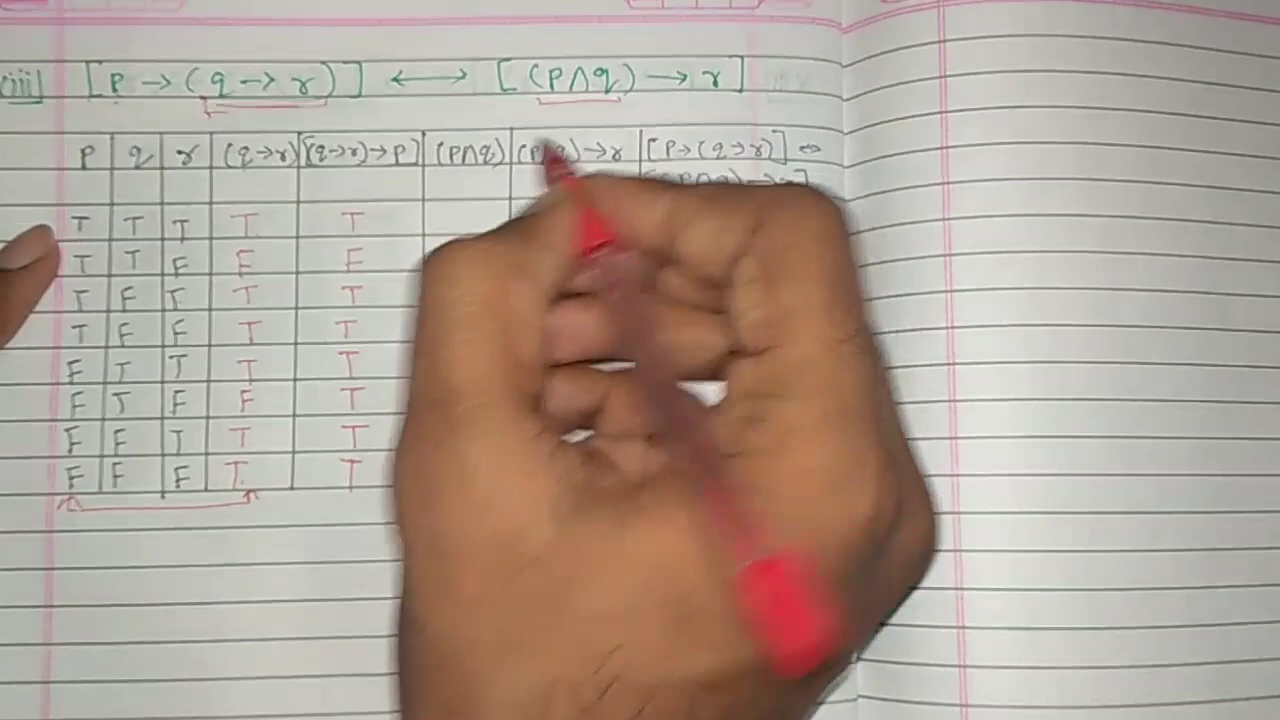 (iii) [P → (q → r)] ⟷ [(P∧q) → r]
P q r (q→r) [(q→r)→P] (P∧q) (P∧q)→r [P→(q→r)] ⇔
T T T T T
T T F F F
T F T T T
T F F T T
F T T T T
F T F F T
F F T T T
F F F T T